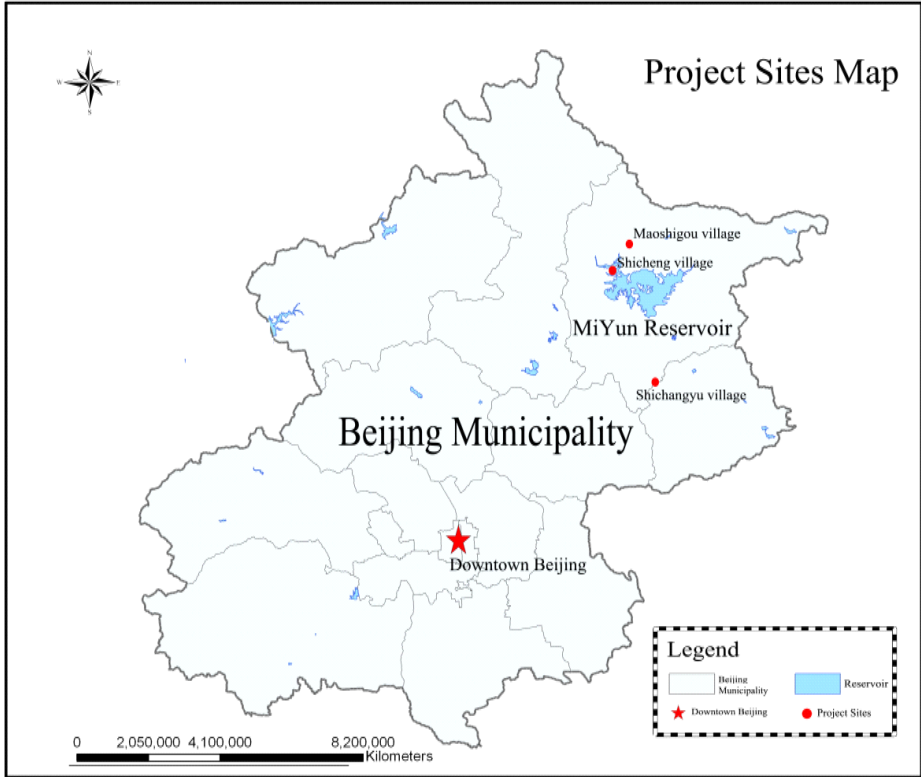 Project Sites Map
N
W
E
S
Maoshigou village
Shicheng village
MiYun Reservoir
Shichangyu village
Beijing Municipality
Downtown Beijing
Legend
Beijing
Municipality
Reservoir
Downtown Beijing
Project Sites
0 2,050,000 4,100,000 8,200,000
Kilometers